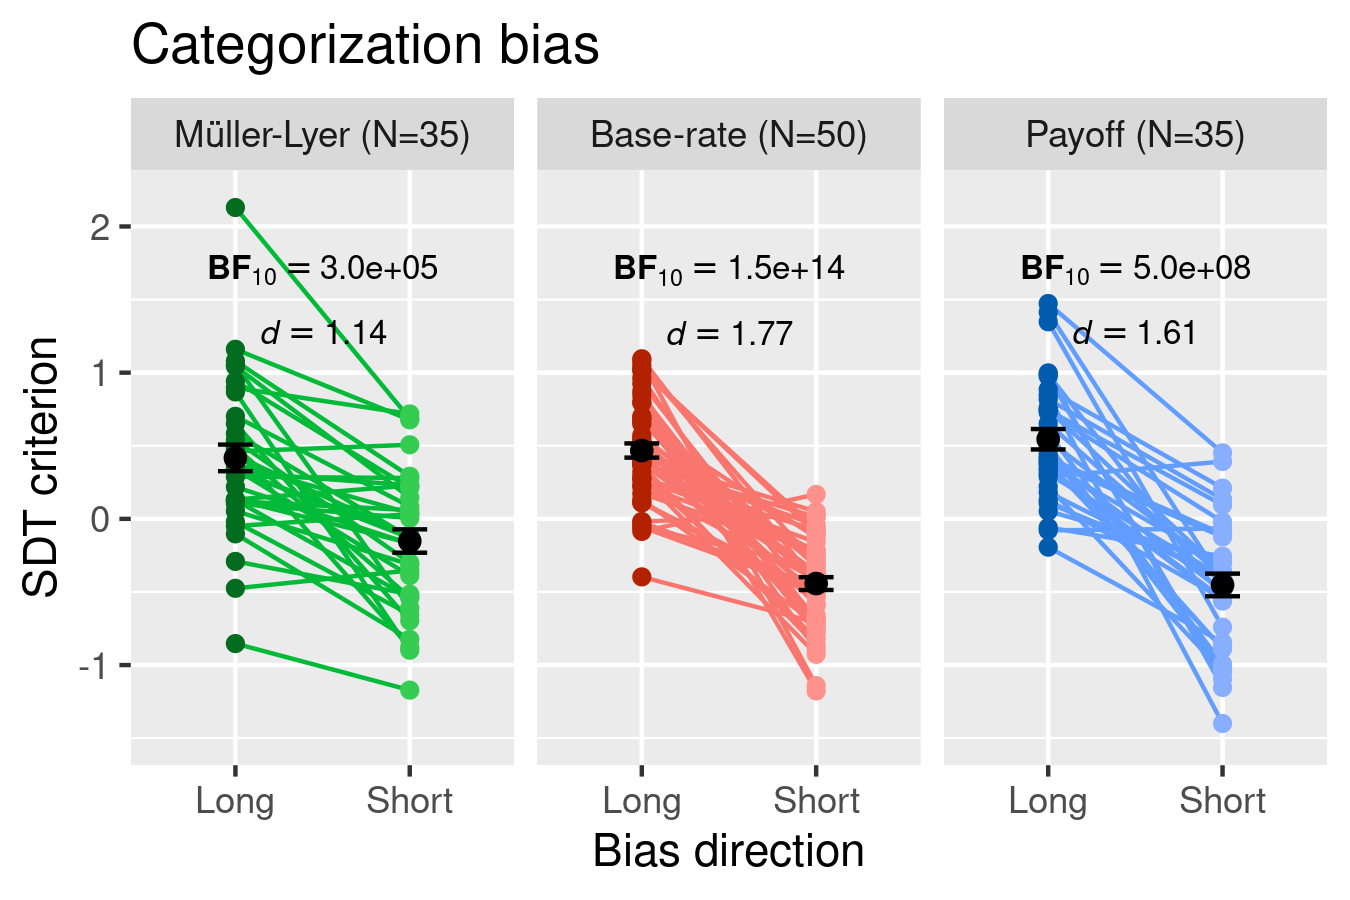 Categorization bias
Müller-Lyer (N=35)
Base-rate (N=50)
Payoff (N=35)
SDT criterion
2
1
0
-1
BF10 = 3.0e+05
d = 1.14
BF10 = 1.5e+14
d = 1.77
BF10 = 5.0e+08
d = 1.61
Long Short
Long Short
Long Short
Bias direction